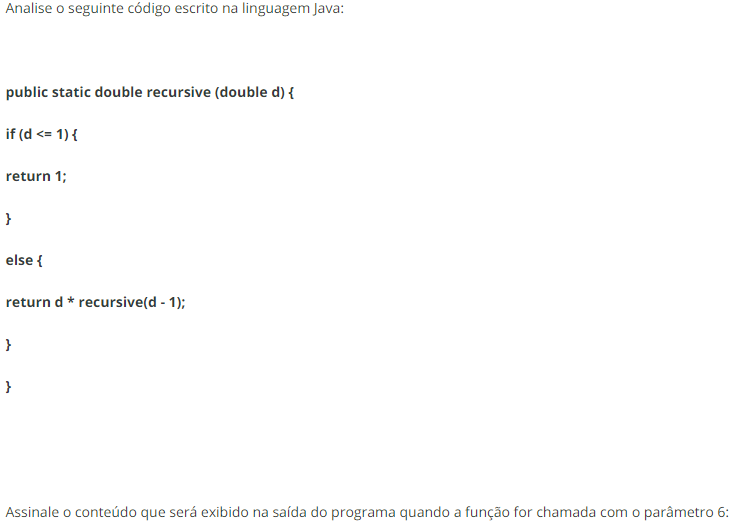 Analise o seguinte código escrito na linguagem Java:
public static double recursive (double d) {
if (d <= 1) {
return 1;
}
else {
return d * recursive(d - 1);
}
}
Assinale o conteúdo que será exibido na saída do programa quando a função for chamada com o parâmetro 6: